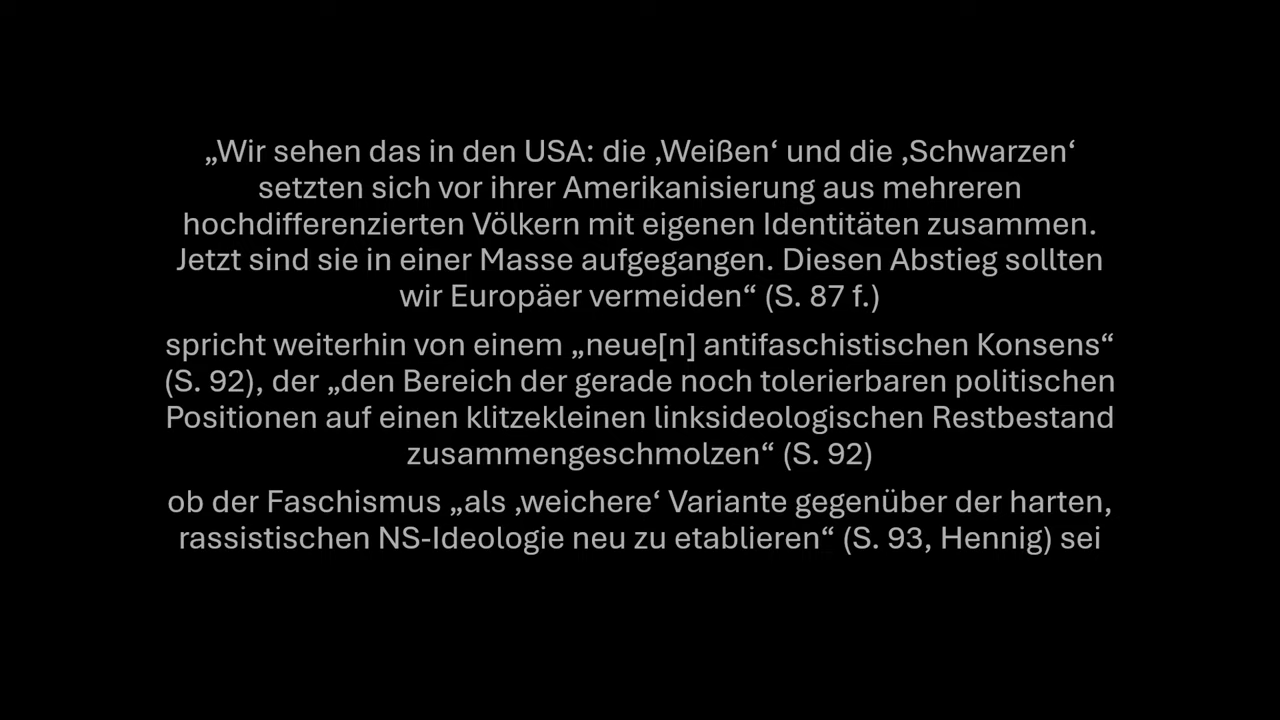 „Wir sehen das in den USA: die ‚Weißen‘ und die ‚Schwarzen‘
setzten sich vor ihrer Amerikanisierung aus mehreren
hochdifferenzierten Völkern mit eigenen Identitäten zusammen.
Jetzt sind sie in einer Masse aufgegangen. Diesen Abstieg sollten
wir Europäer vermeiden“ (S. 87 f.)
spricht weiterhin von einem „neue[n] antifaschistischen Konsens“
(S. 92), der „den Bereich der gerade noch tolerierbaren politischen
Positionen auf einen klitzekleinen linksideologischen Restbestand
zusammengeschmolzen“ (S. 92)
ob der Faschismus „als ‚weichere‘ Variante gegenüber der harten,
rassistischen NS-Ideologie neu zu etablieren“ (S. 93, Hennig) sei